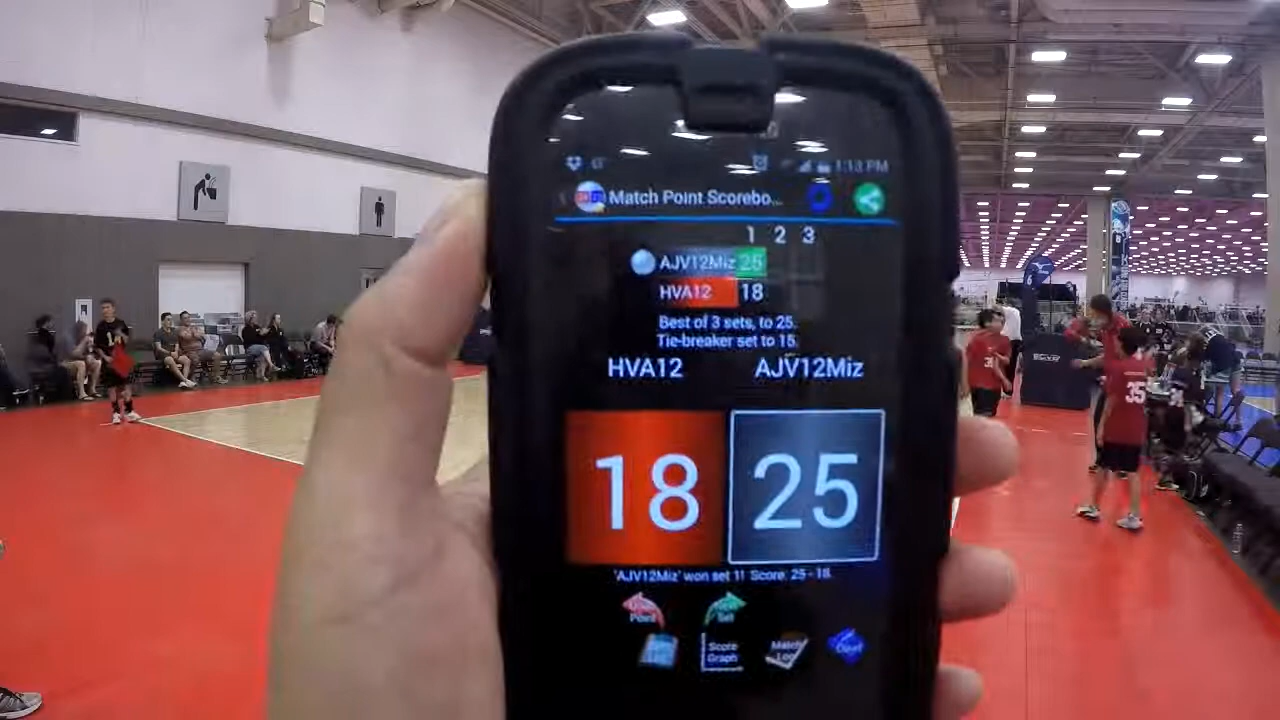 1:13 PM
Match Point Scorebo...
1 2 3
AJV12Miz 25
HVA12 18
Best of 3 sets, to 25.
Tie-breaker set to 15.
HVA12 AJV12Miz
18 25
'AJV12Miz' won set 1! Score: 25 - 18.
Point Set
Score Graph
Match Log
35